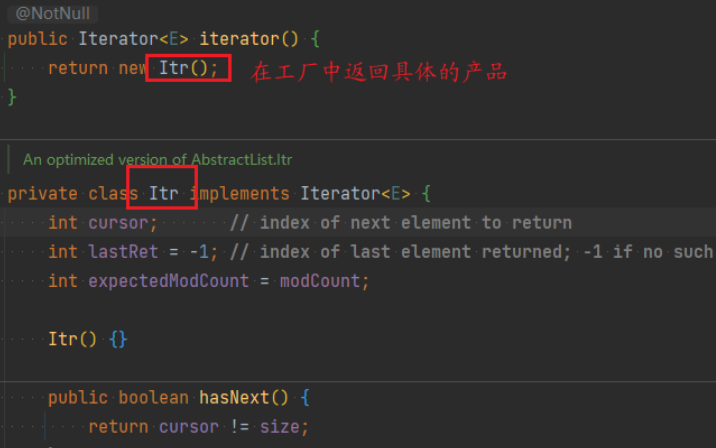 @NotNull
public Iterator<E> iterator() {
return new Itr(); 在工厂中返回具体的产品
}
An optimized version of AbstractList.Itr
private class Itr implements Iterator<E> {
int cursor; // index of next element to return
int lastRet = -1; // index of last element returned; -1 if no such
int expectedModCount = modCount;
Itr() {}
public boolean hasNext() {
return cursor != size;